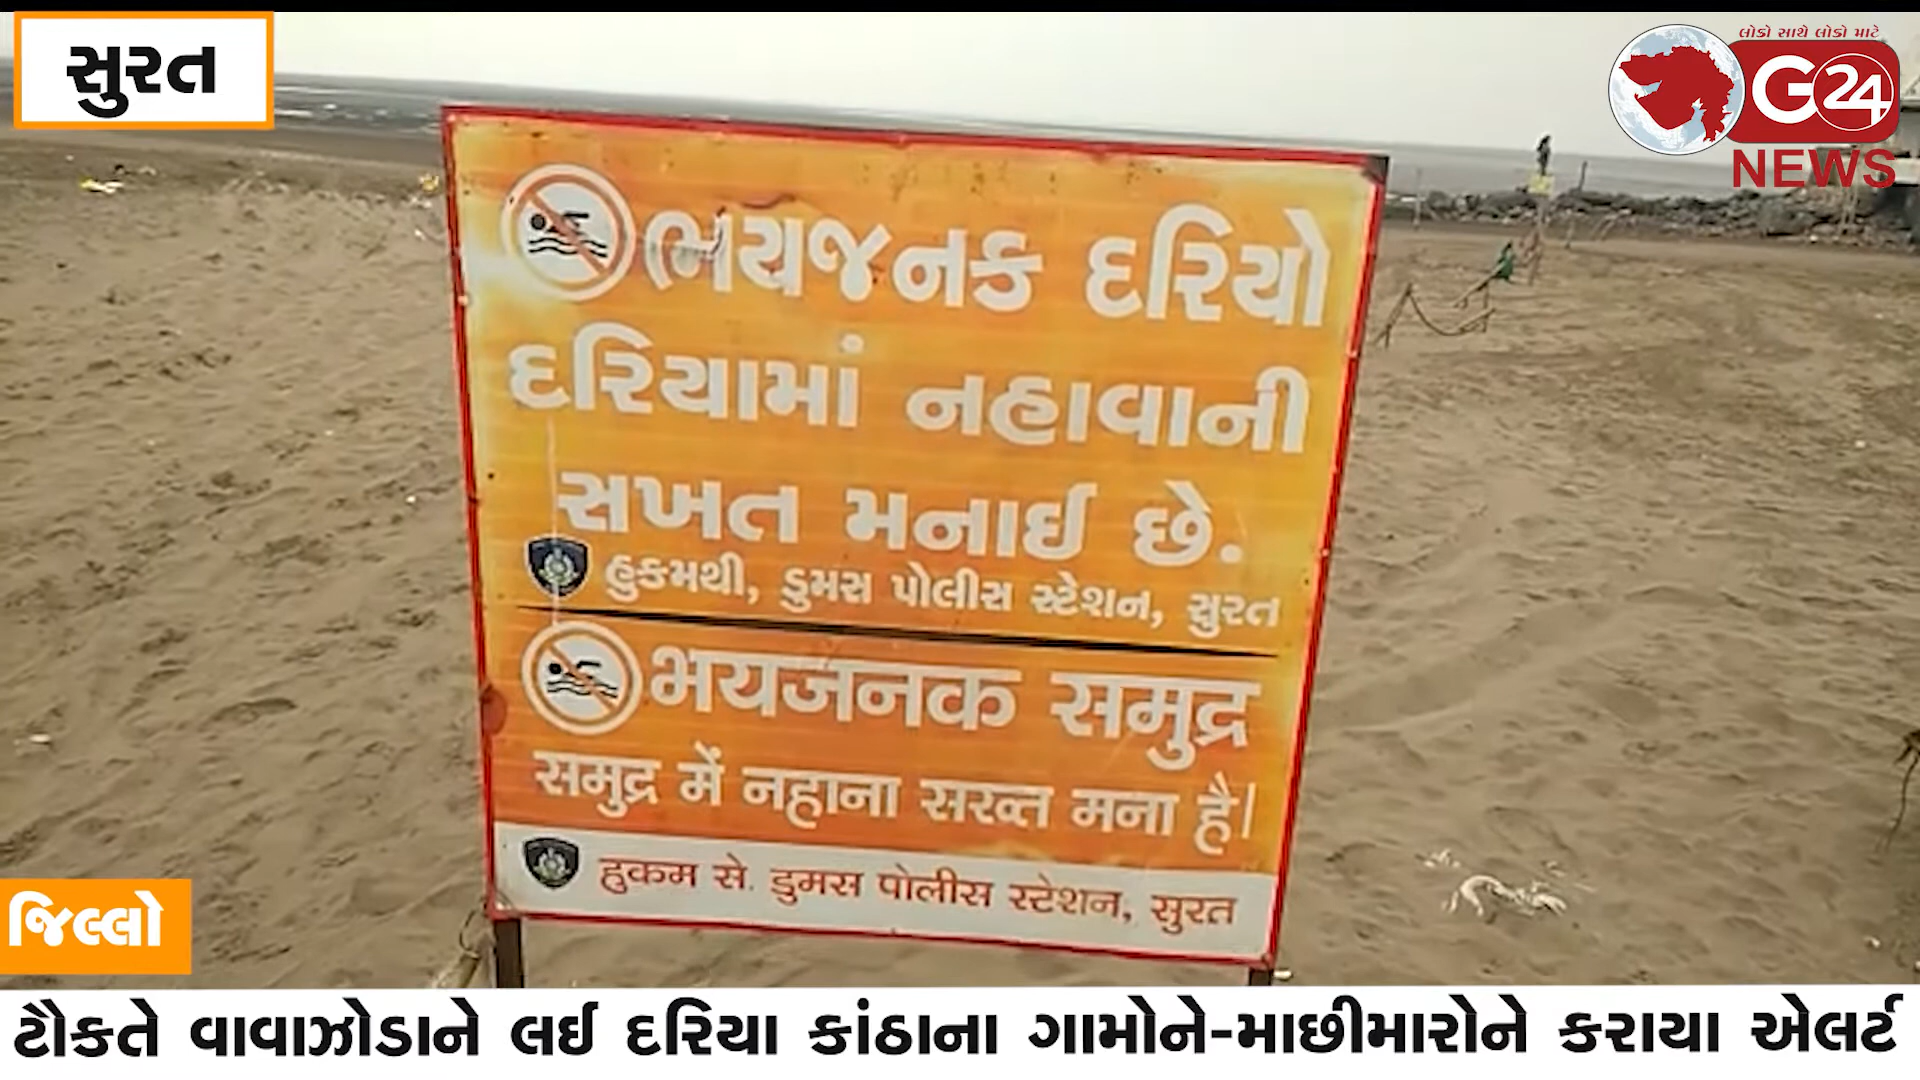 સુરત
લોકો સાથે લોકો માટે
G24
NEWS
ભયજનક દરિયો
દરિયામાં નહાવાની
સખત મનાઈ છે.
હુકમથી, ડુમસ પોલીસ સ્ટેશન, સુરત
भयजनक समुद्र
समुद्र में नहाना सख्त मना है।
हुकम से. डुमस पोलीस स्टेशन, सुरत
જિલ્લો
ટૌકતે વાવાઝોડાને લઈ દરિયા કાંઠાના ગામોને-માછીમારોને કરાયા એલર્ટ